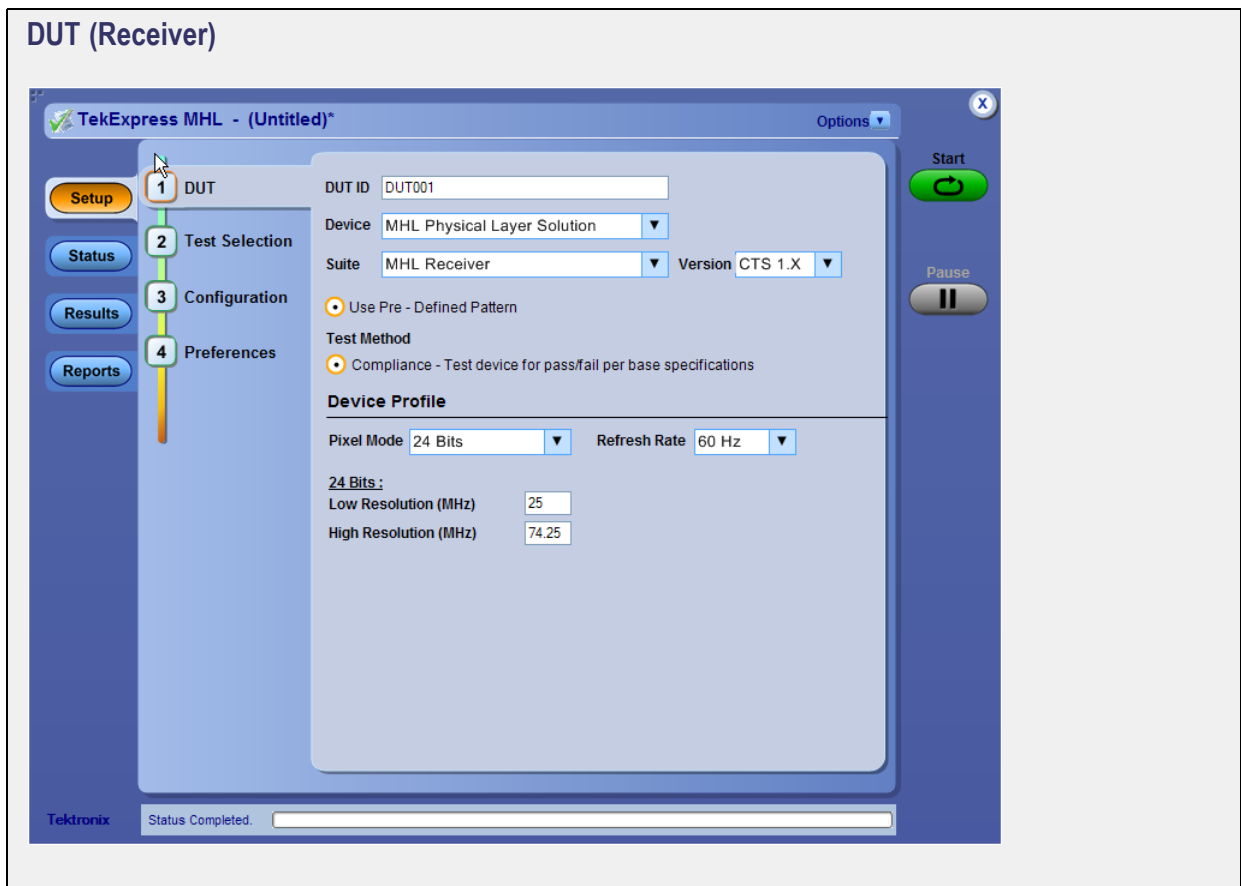 DUT (Receiver)
TekExpress MHL - (Untitled)*
Options
X
Start
Pause
Setup
Status
Results
Reports
1 DUT
2 Test Selection
3 Configuration
4 Preferences
DUT ID DUT001
Device MHL Physical Layer Solution
Suite MHL Receiver Version CTS 1.X
Use Pre - Defined Pattern
Test Method
Compliance - Test device for pass/fail per base specifications
Device Profile
Pixel Mode 24 Bits Refresh Rate 60 Hz
24 Bits :
Low Resolution (MHz) 25
High Resolution (MHz) 74.25
Tektronix Status Completed.